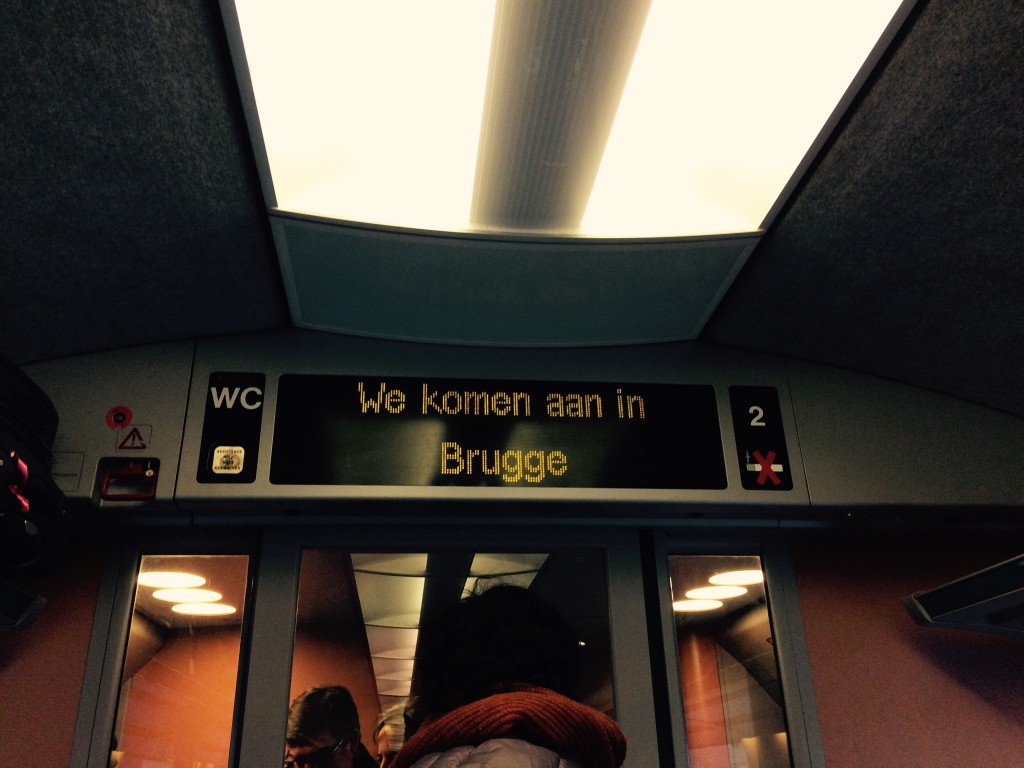 WC
We komen aan in
Brugge
2